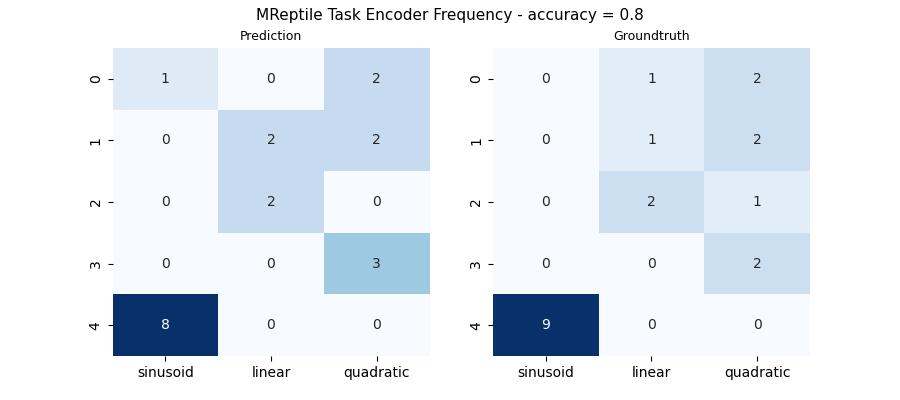 MReptile Task Encoder Frequency - accuracy = 0.8
Prediction
Groundtruth
0 1 0 2
0 0 1 2
1 0 2 2
1 0 1 2
2 0 2 0
2 0 2 1
3 0 0 3
3 0 0 2
4 8 0 0
4 9 0 0
sinusoid linear quadratic
sinusoid linear quadratic